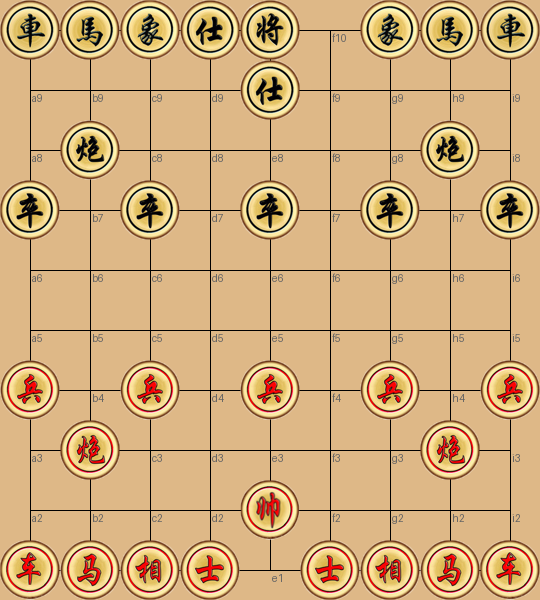 車 馬 象 仕 将 象 馬 車
f10
仕
a9 b9 c9 d9 f9 g9 h9 i9
炮 炮
a8 c8 d8 e8 f8 g8 i8
卒 卒 卒 卒 卒
b7 d7 f7 h7
a6 b6 c6 d6 e6 f6 g6 h6 i6
a5 b5 c5 d5 e5 f5 g5 h5 i5
兵 兵 兵 兵 兵
b4 d4 f4 h4
炮 炮
a3 c3 d3 e3 f3 g3 i3
帅
a2 b2 c2 d2 f2 g2 h2 i2
车 马 相 士 士 相 马 车
e1